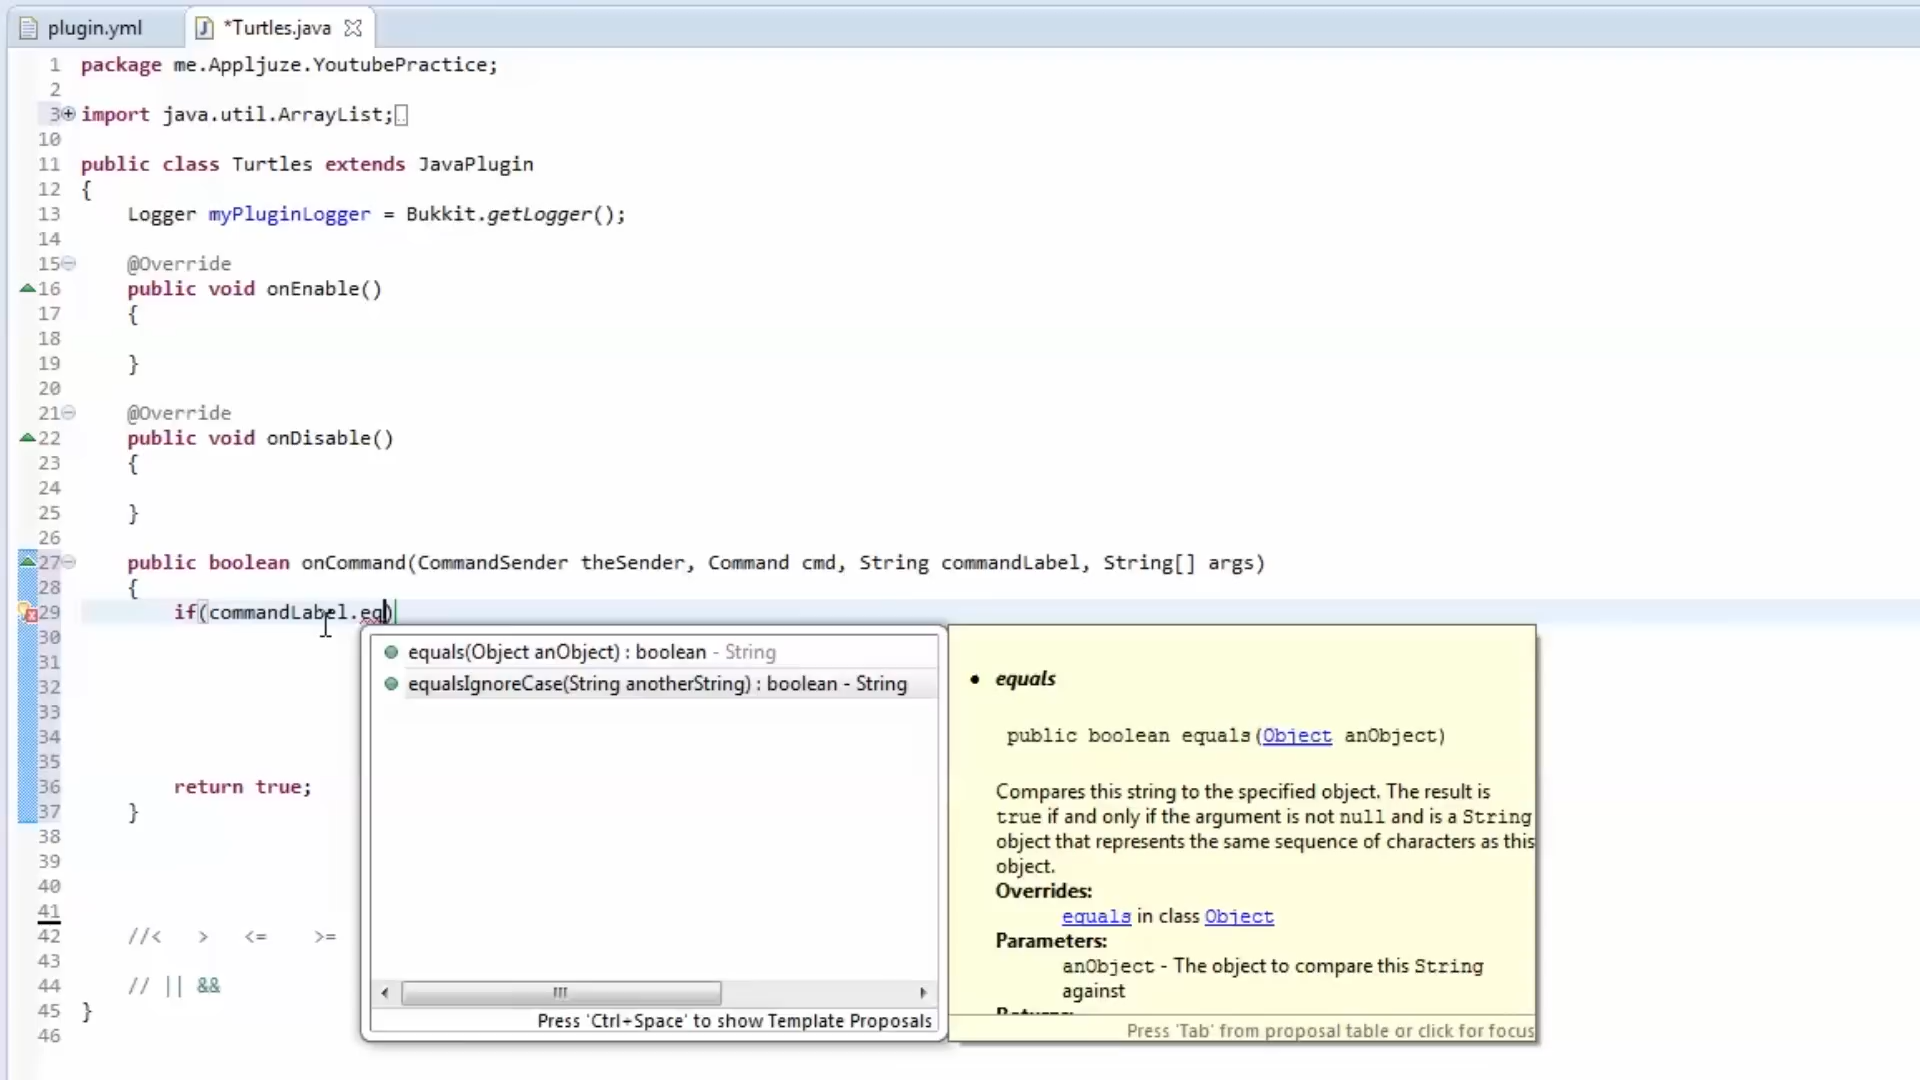 plugin.yml
*Turtles.java
1 package me.Appljuze.YoutubePractice;
2
3 import java.util.ArrayList;
10
11 public class Turtles extends JavaPlugin
12 {
13 Logger myPluginLogger = Bukkit.getLogger();
14
15 @Override
16 public void onEnable()
17 {
18
19 }
20
21 @Override
22 public void onDisable()
23 {
24
25 }
26
27 public boolean onCommand(CommandSender theSender, Command cmd, String commandLabel, String[] args)
28 {
29 if(commandLabel.eq)
30
31
32
33
34
35
36 return true;
37 }
38
39
40
41
42 //< > <= >=
43
44 // || &&
45 }
46
equals(Object anObject) : boolean - String
equalsIgnoreCase(String anotherString) : boolean - String
Press 'Ctrl+Space' to show Template Proposals
• equals
public boolean equals(Object anObject)
Compares this string to the specified object. The result is
true if and only if the argument is not null and is a String
object that represents the same sequence of characters as this
object.
Overrides:
equals in class Object
Parameters:
anObject - The object to compare this String
against
Press 'Tab' from proposal table or click for focus